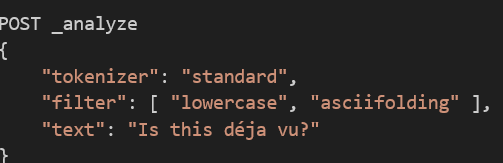 POST _analyze
{
    "tokenizer": "standard",
    "filter": [ "lowercase", "asciifolding" ],
    "text": "Is this déja vu?"
}